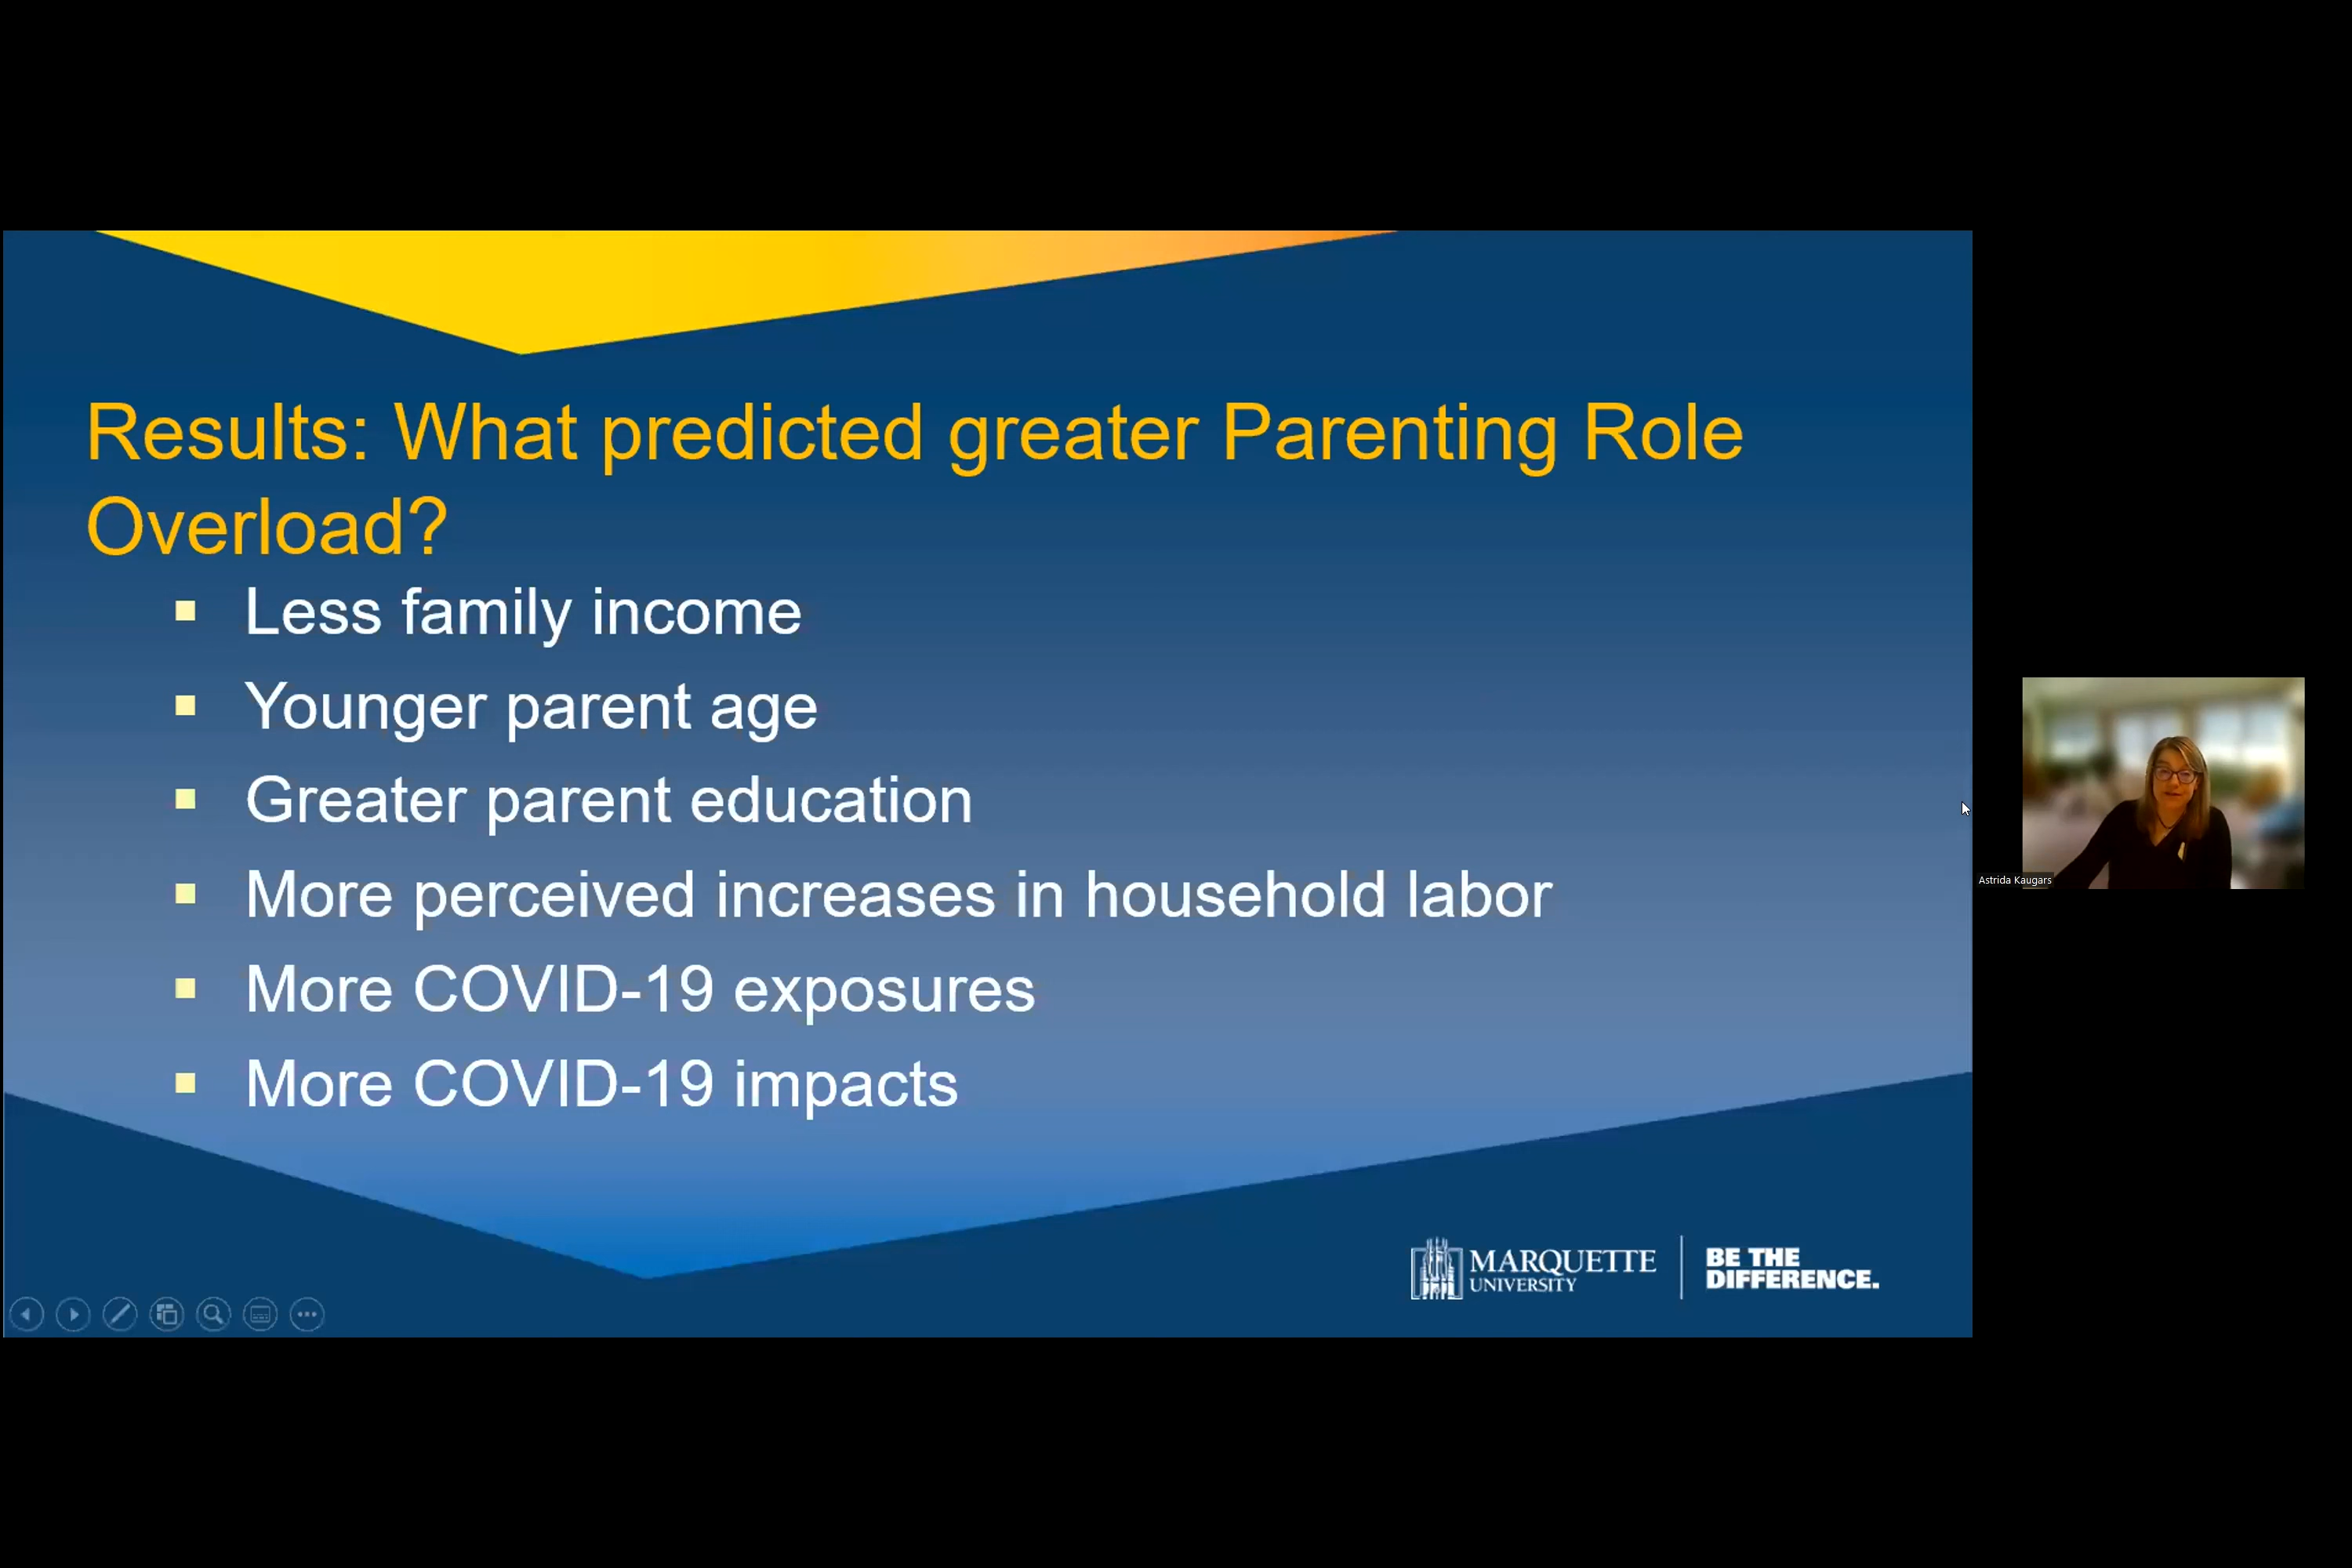 Results: What predicted greater Parenting Role
Overload?
Less family income
Younger parent age
Greater parent education
More perceived increases in household labor
More COVID-19 exposures
More COVID-19 impacts
MARQUETTE
UNIVERSITY
BE THE
DIFFERENCE.
Astrida Kaugars